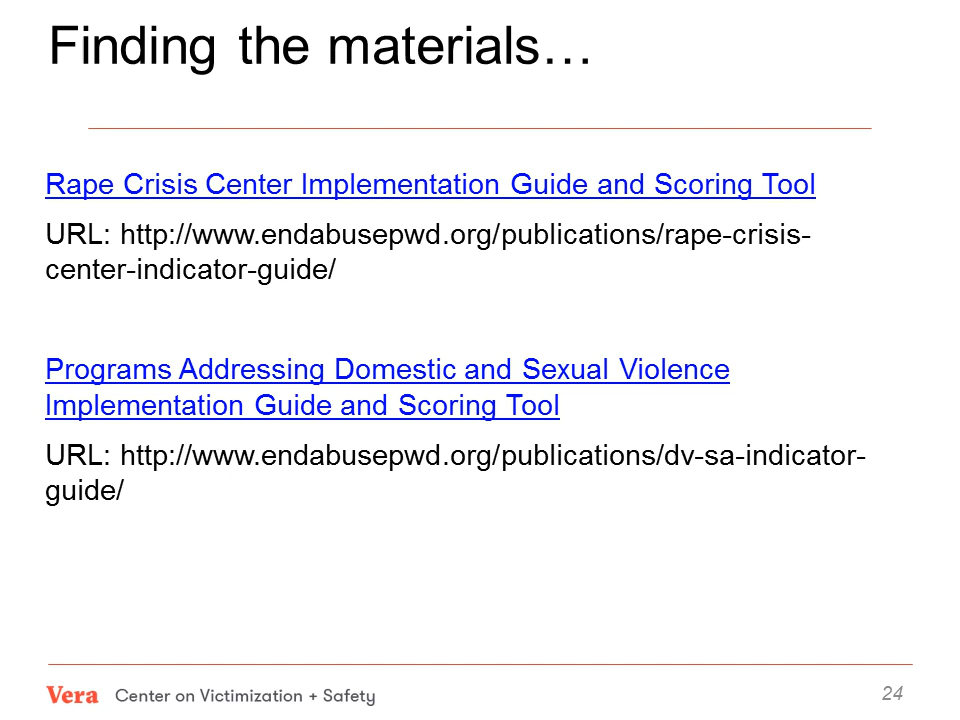 Finding the materials…
Rape Crisis Center Implementation Guide and Scoring Tool
URL: http://www.endabusepwd.org/publications/rape-crisis-
center-indicator-guide/
Programs Addressing Domestic and Sexual Violence
Implementation Guide and Scoring Tool
URL: http://www.endabusepwd.org/publications/dv-sa-indicator-
guide/
Vera Center on Victimization + Safety
24